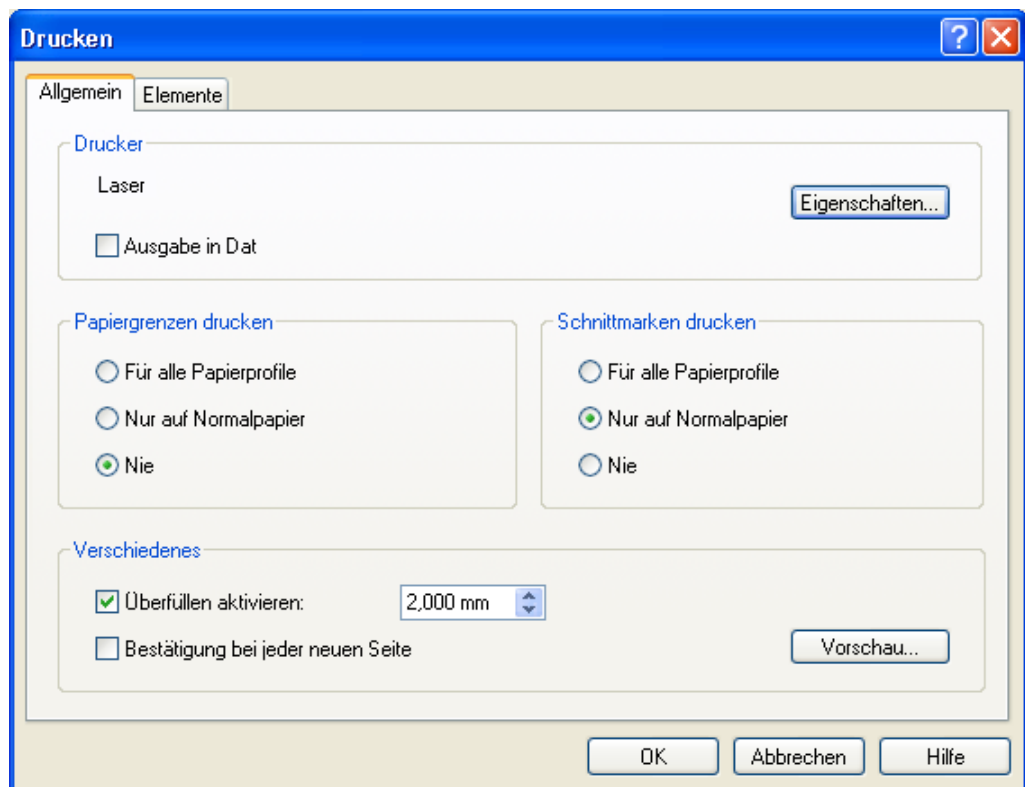 Drucken
Allgemein Elemente
Drucker
Laser
Eigenschaften...
Ausgabe in Dat
Papiergrenzen drucken
Für alle Papierprofile
Nur auf Normalpapier
Nie
Schnittmarken drucken
Für alle Papierprofile
Nur auf Normalpapier
Nie
Verschiedenes
Überfüllen aktivieren: 2,000 mm
Bestätigung bei jeder neuen Seite
Vorschau...
OK Abbrechen Hilfe